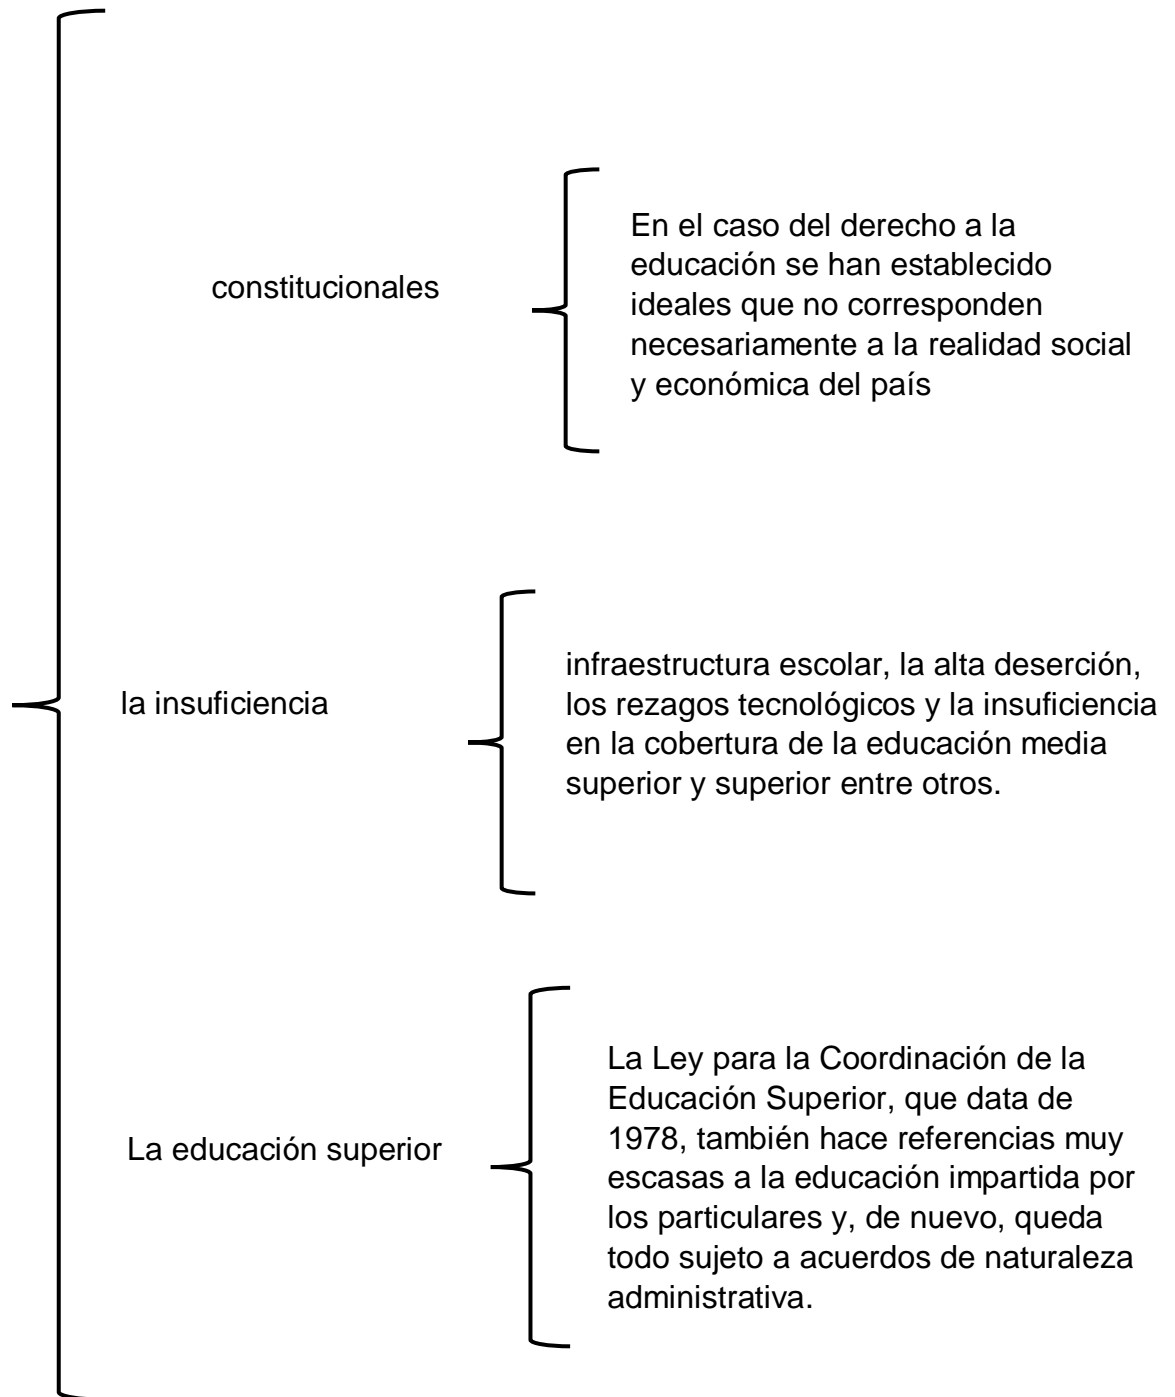 constitucionales
En el caso del derecho a la
educación se han establecido
ideales que no corresponden
necesariamente a la realidad social
y económica del país
la insuficiencia
infraestructura escolar, la alta deserción,
los rezagos tecnológicos y la insuficiencia
en la cobertura de la educación media
superior y superior entre otros.
La educación superior
La Ley para la Coordinación de la
Educación Superior, que data de
1978, también hace referencias muy
escasas a la educación impartida por
los particulares y, de nuevo, queda
todo sujeto a acuerdos de naturaleza
administrativa.